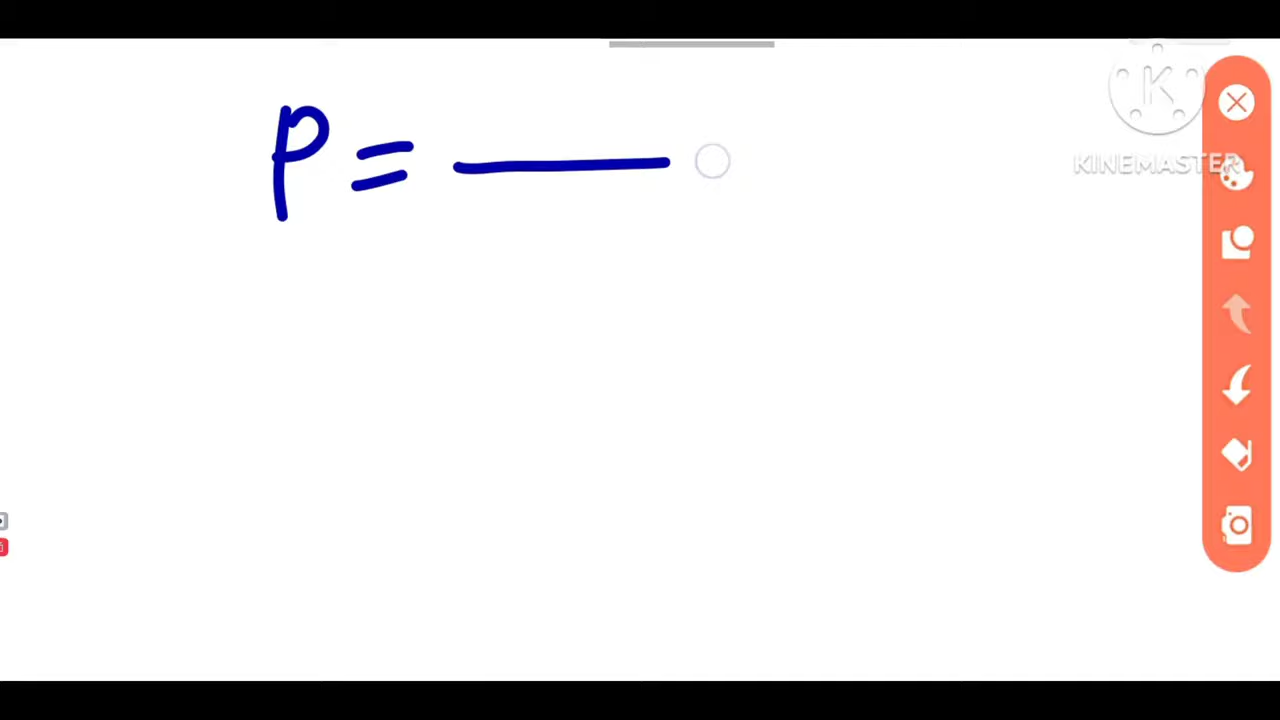 P = —
KINEMASTER